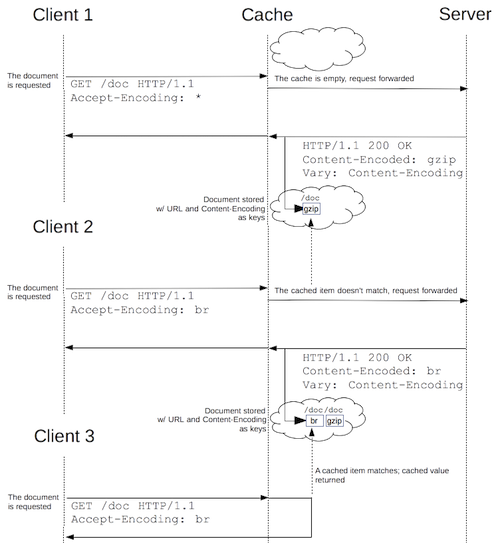 Client 1
Cache
Server
The document
is requested
GET /doc HTTP/1.1
Accept-Encoding: *
The cache is empty, request forwarded
HTTP/1.1 200 OK
Content-Encoded: gzip
Vary: Content-Encoding
Document stored
w/ URL and Content-Encoding
as keys
/doc
gzip
Client 2
The document
is requested
GET /doc HTTP/1.1
Accept-Encoding: br
The cached item doesn't match, request forwarded
HTTP/1.1 200 OK
Content-Encoded: br
Vary: Content-Encoding
Document stored
w/ URL and Content-Encoding
as keys
/doc/doc
br gzip
Client 3
A cached item matches; cached value
returned
The document
is requested
GET /doc HTTP/1.1
Accept-Encoding: br